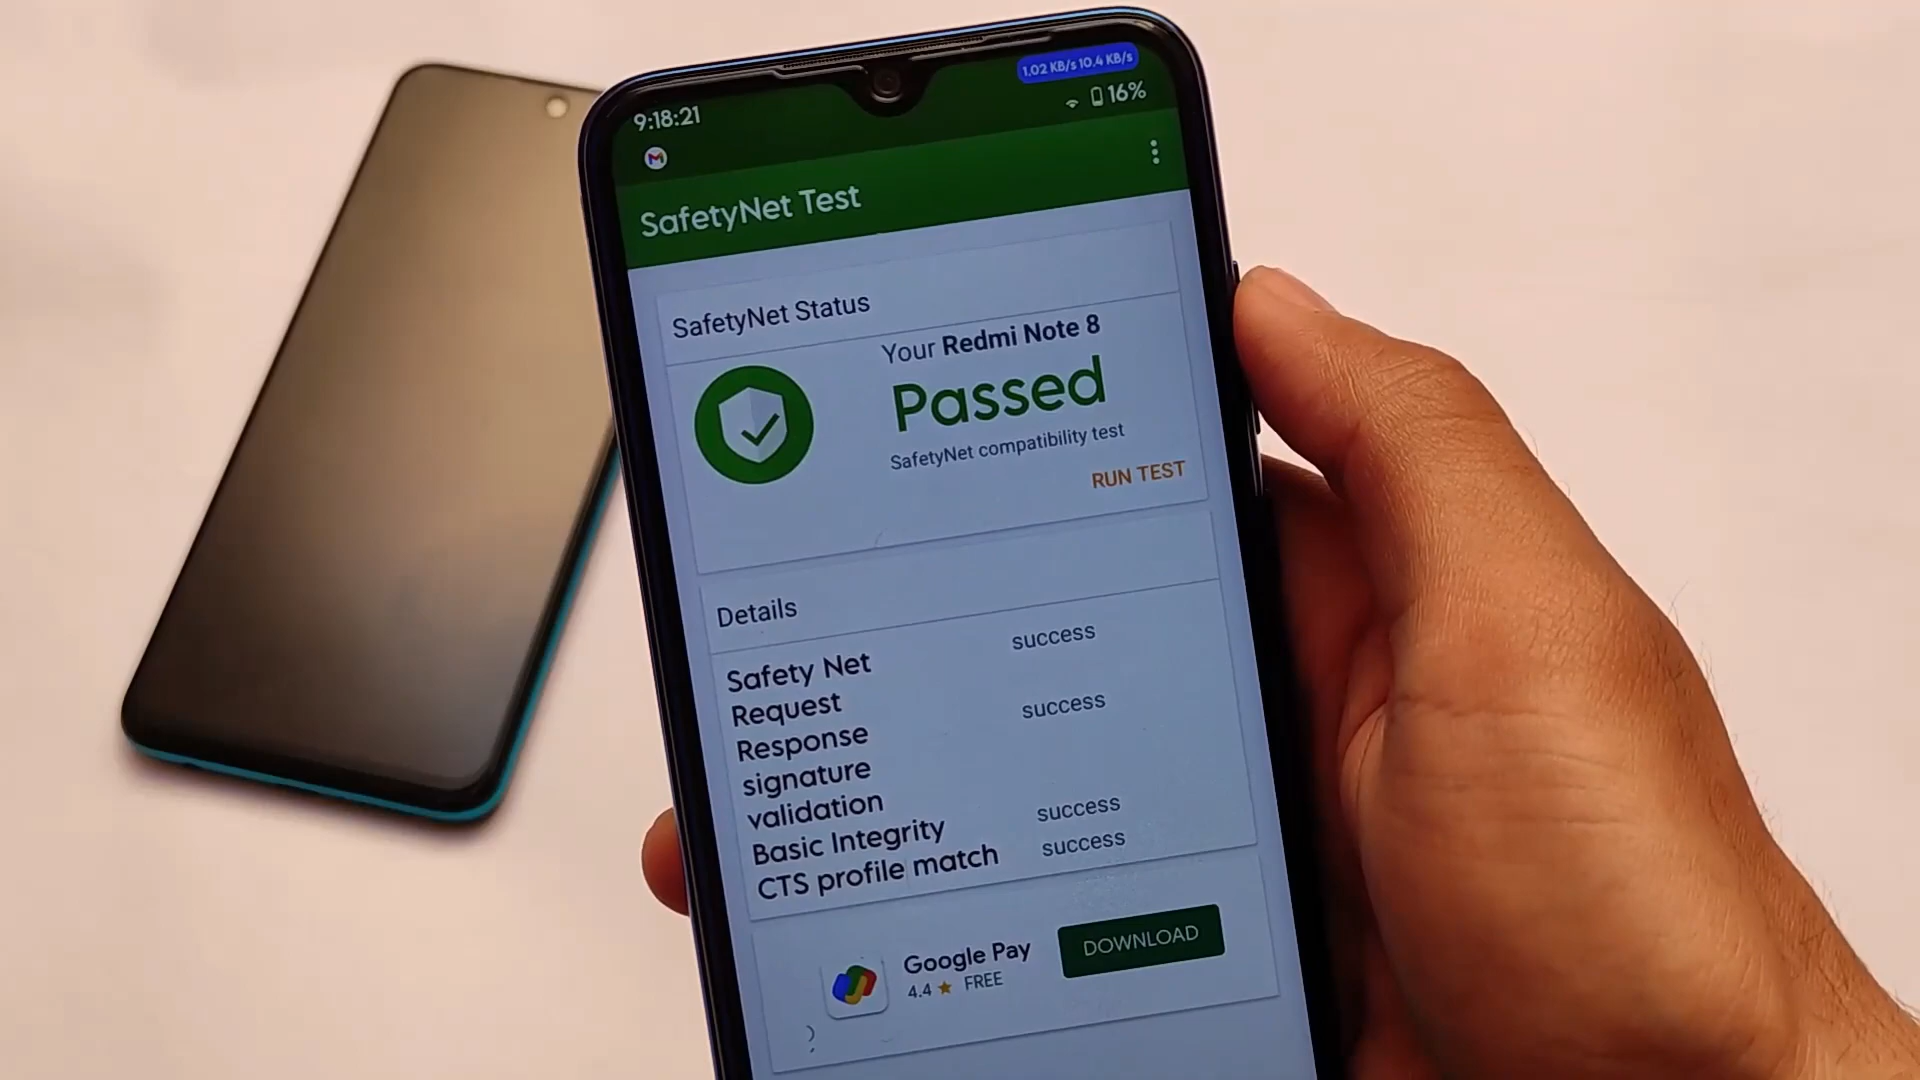 1.02 KB/s 10.4 KB/s
9:18:21
16%
SafetyNet Test
SafetyNet Status
Your Redmi Note 8
Passed
SafetyNet compatibility test
RUN TEST
Details
Safety Net success
Request
Response success
signature
validation
Basic Integrity success
CTS profile match success
Google Pay
4.4 ★ FREE
DOWNLOAD